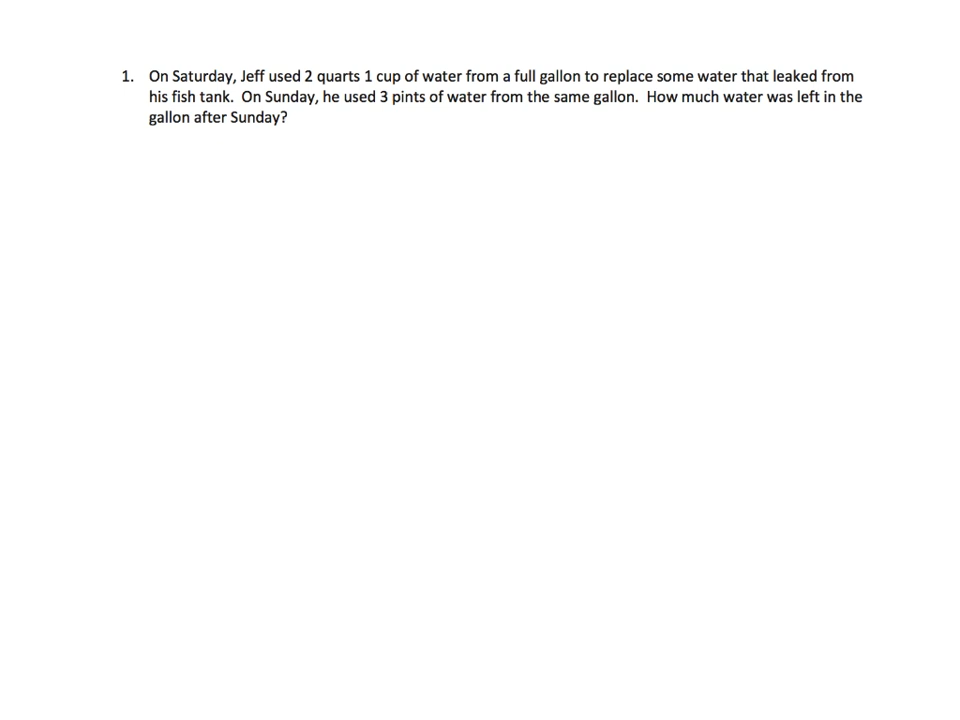 1. On Saturday, Jeff used 2 quarts 1 cup of water from a full gallon to replace some water that leaked from
his fish tank. On Sunday, he used 3 pints of water from the same gallon. How much water was left in the
gallon after Sunday?